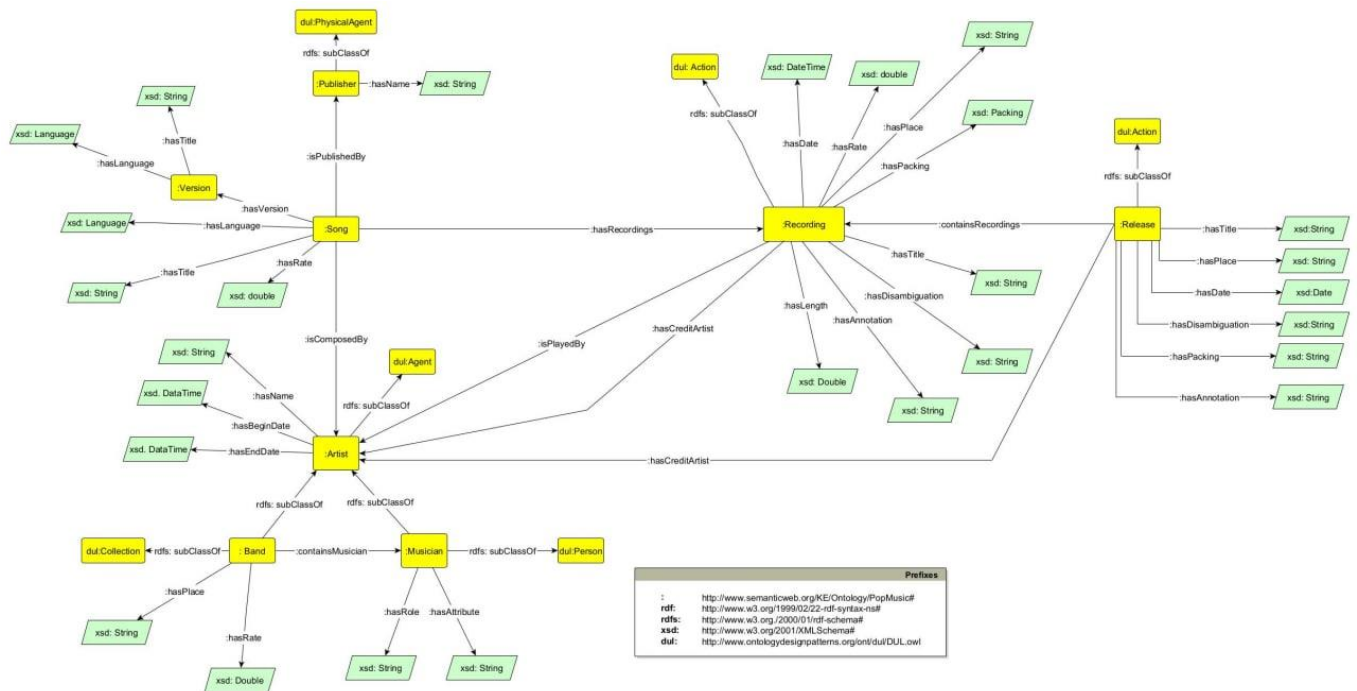 dul:PhysicalAgent
rdfs: subClassOf
:Publisher
:hasName
xsd: String
xsd: String
:hasTitle
xsd: Language
:hasLanguage
:Version
:isPublishedBy
:hasVersion
xsd: Language
:hasLanguage
:Song
:hasTitle
xsd: String
:hasRate
xsd: double
:hasRecordings
:isComposedBy
dul: Action
rdfs: subClassOf
xsd: DateTime
:hasDate
xsd: double
:hasRate
xsd: String
:hasPlace
xsd: Packing
:hasPacking
:Recording
:containsRecordings
:hasTitle
xsd: String
:hasDisambiguation
xsd: String
:hasLength
xsd: Double
:hasAnnotation
xsd: String
:hasCreditArtist
:isPlayedBy
dul:Action
rdfs: subClassOf
:Release
:hasTitle
xsd:String
:hasPlace
xsd: String
:hasDate
xsd:Date
:hasDisambiguation
xsd:String
:hasPacking
xsd: String
:hasAnnotation
xsd: String
:hasCreditArtist
xsd: String
:hasName
xsd. DataTime
:hasBeginDate
xsd. DataTime
:hasEndDate
dul:Agent
rdfs: subClassOf
:Artist
rdfs: subClassOf
rdfs: subClassOf
dul:Collection
rdfs: subClassOf
: Band
:containsMusician
:Musician
rdfs: subClassOf
dul:Person
:hasPlace
xsd: String
:hasRate
xsd: Double
:hasRole
xsd: String
:hasAttribute
xsd: String
Prefixes
: http://www.semanticweb.org/KE/Ontology/PopMusic#
rdf: http://www.w3.org/1999/02/22-rdf-syntax-ns#
rdfs: http://www.w3.org./2000/01/rdf-schema#
xsd: http://www.w3.org/2001/XMLSchema#
dul: http://www.ontologydesignpatterns.org/ont/dul/DUL.owl